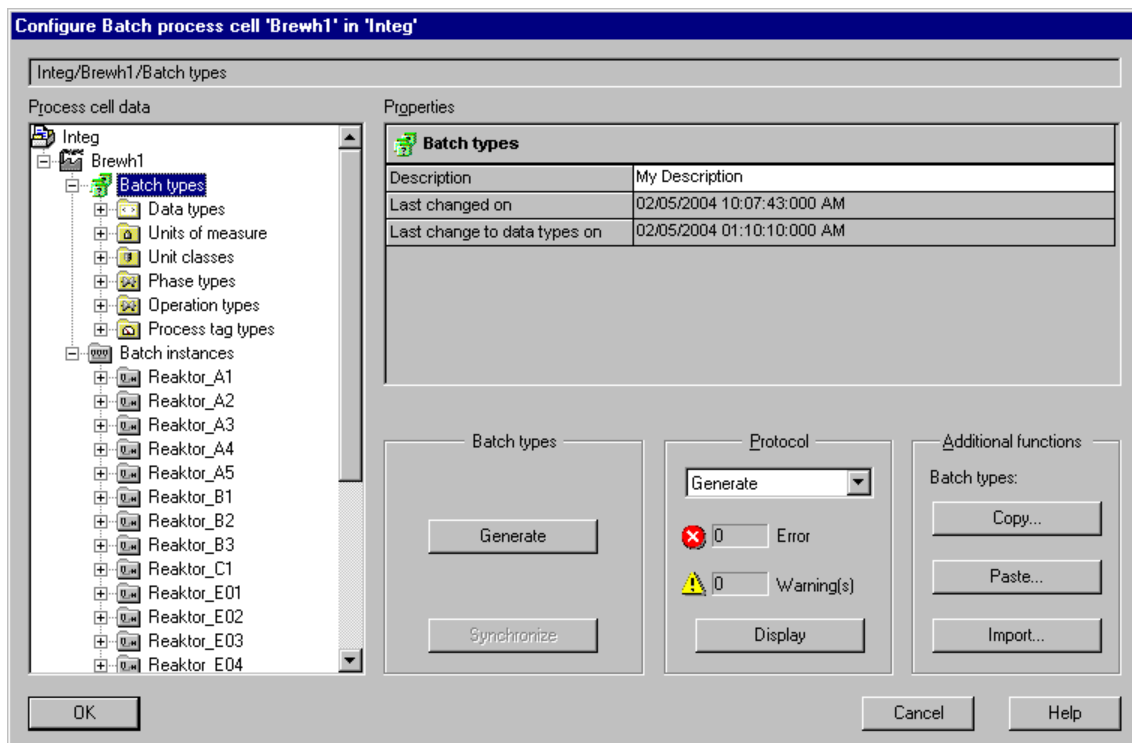 Configure Batch process cell 'Brewh1' in 'Integ'
Integ/Brewh1/Batch types
Process cell data
Integ
Brewh1
Batch types
Data types
Units of measure
Unit classes
Phase types
Operation types
Process tag types
Batch instances
Reaktor_A1
Reaktor_A2
Reaktor_A3
Reaktor_A4
Reaktor_A5
Reaktor_B1
Reaktor_B2
Reaktor_B3
Reaktor_C1
Reaktor_E01
Reaktor_E02
Reaktor_E03
Reaktor_E04
Properties
Batch types
Description My Description
Last changed on 02/05/2004 10:07:43:000 AM
Last change to data types on 02/05/2004 01:10:10:000 AM
Batch types
Generate
Synchronize
Protocol
Generate
0 Error
0 Warning(s)
Display
Additional functions
Batch types:
Copy...
Paste...
Import...
OK
Cancel
Help